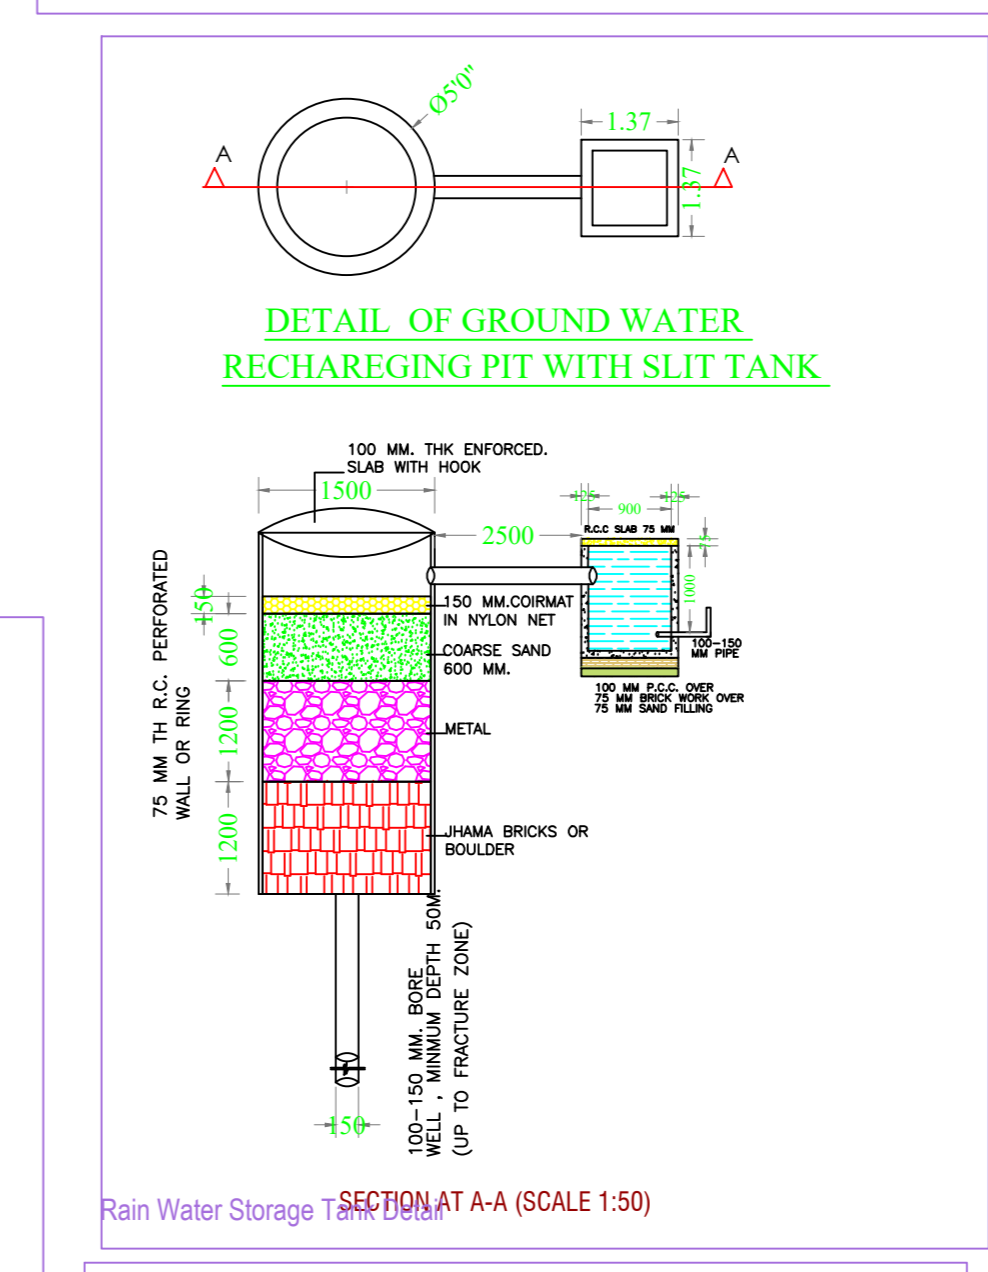 Ø5'0"
1.37
A
A
1.37
DETAIL OF GROUND WATER
RECHAREGING PIT WITH SLIT TANK
100 MM. THK ENFORCED.
SLAB WITH HOOK
1500
125
125
900
2500
R.C.C SLAB 75 MM
75
75 MM TH R.C. PERFORATED
WALL OR RING
150
1000
150 MM.COIRMAT
IN NYLON NET
600
COARSE SAND
600 MM.
100-150
MM PIPE
100 MM P.C.C. OVER
75 MM BRICK WORK OVER
75 MM SAND FILLING
1200
METAL
1200
JHAMA BRICKS OR
BOULDER
100-150 MM. BORE
WELL , MINMUM DEPTH 50M.
(UP TO FRACTURE ZONE)
150
SECTION AT A-A (SCALE 1:50)
Rain Water Storage Tank Detail